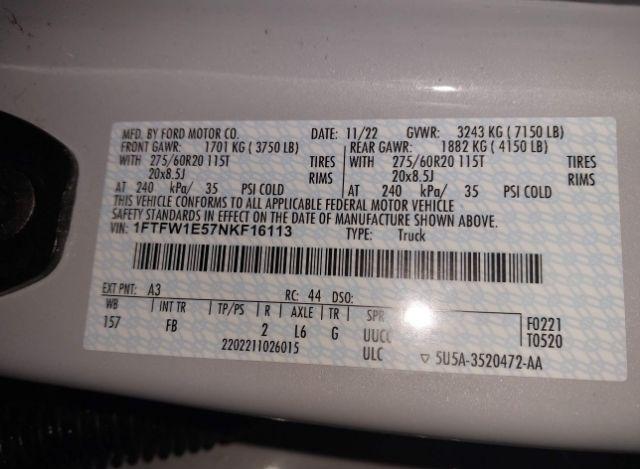 MFD. BY FORD MOTOR CO. DATE: 11/22 GVWR: 3243 KG ( 7150 LB)
FRONT GAWR: 1701 KG ( 3750 LB) REAR GAWR: 1882 KG ( 4150 LB)
WITH 275/60R20 115T TIRES WITH 275/60R20 115T TIRES
20x8.5J RIMS 20x8.5J RIMS
AT 240 kPa/ 35 PSI COLD AT 240 kPa/ 35 PSI COLD
THIS VEHICLE CONFORMS TO ALL APPLICABLE FEDERAL MOTOR VEHICLE
SAFETY STANDARDS IN EFFECT ON THE DATE OF MANUFACTURE SHOWN ABOVE.
VIN: 1FTFW1E57NKF16113 TYPE: Truck
EXT PNT: A3 RC: 44 DSO:
WB INT TR TP/PS R AXLE TR SPR F0221
157 FB 2 L6 G UUCC T0520
2202211026015 ULC 5U5A-3520472-AA